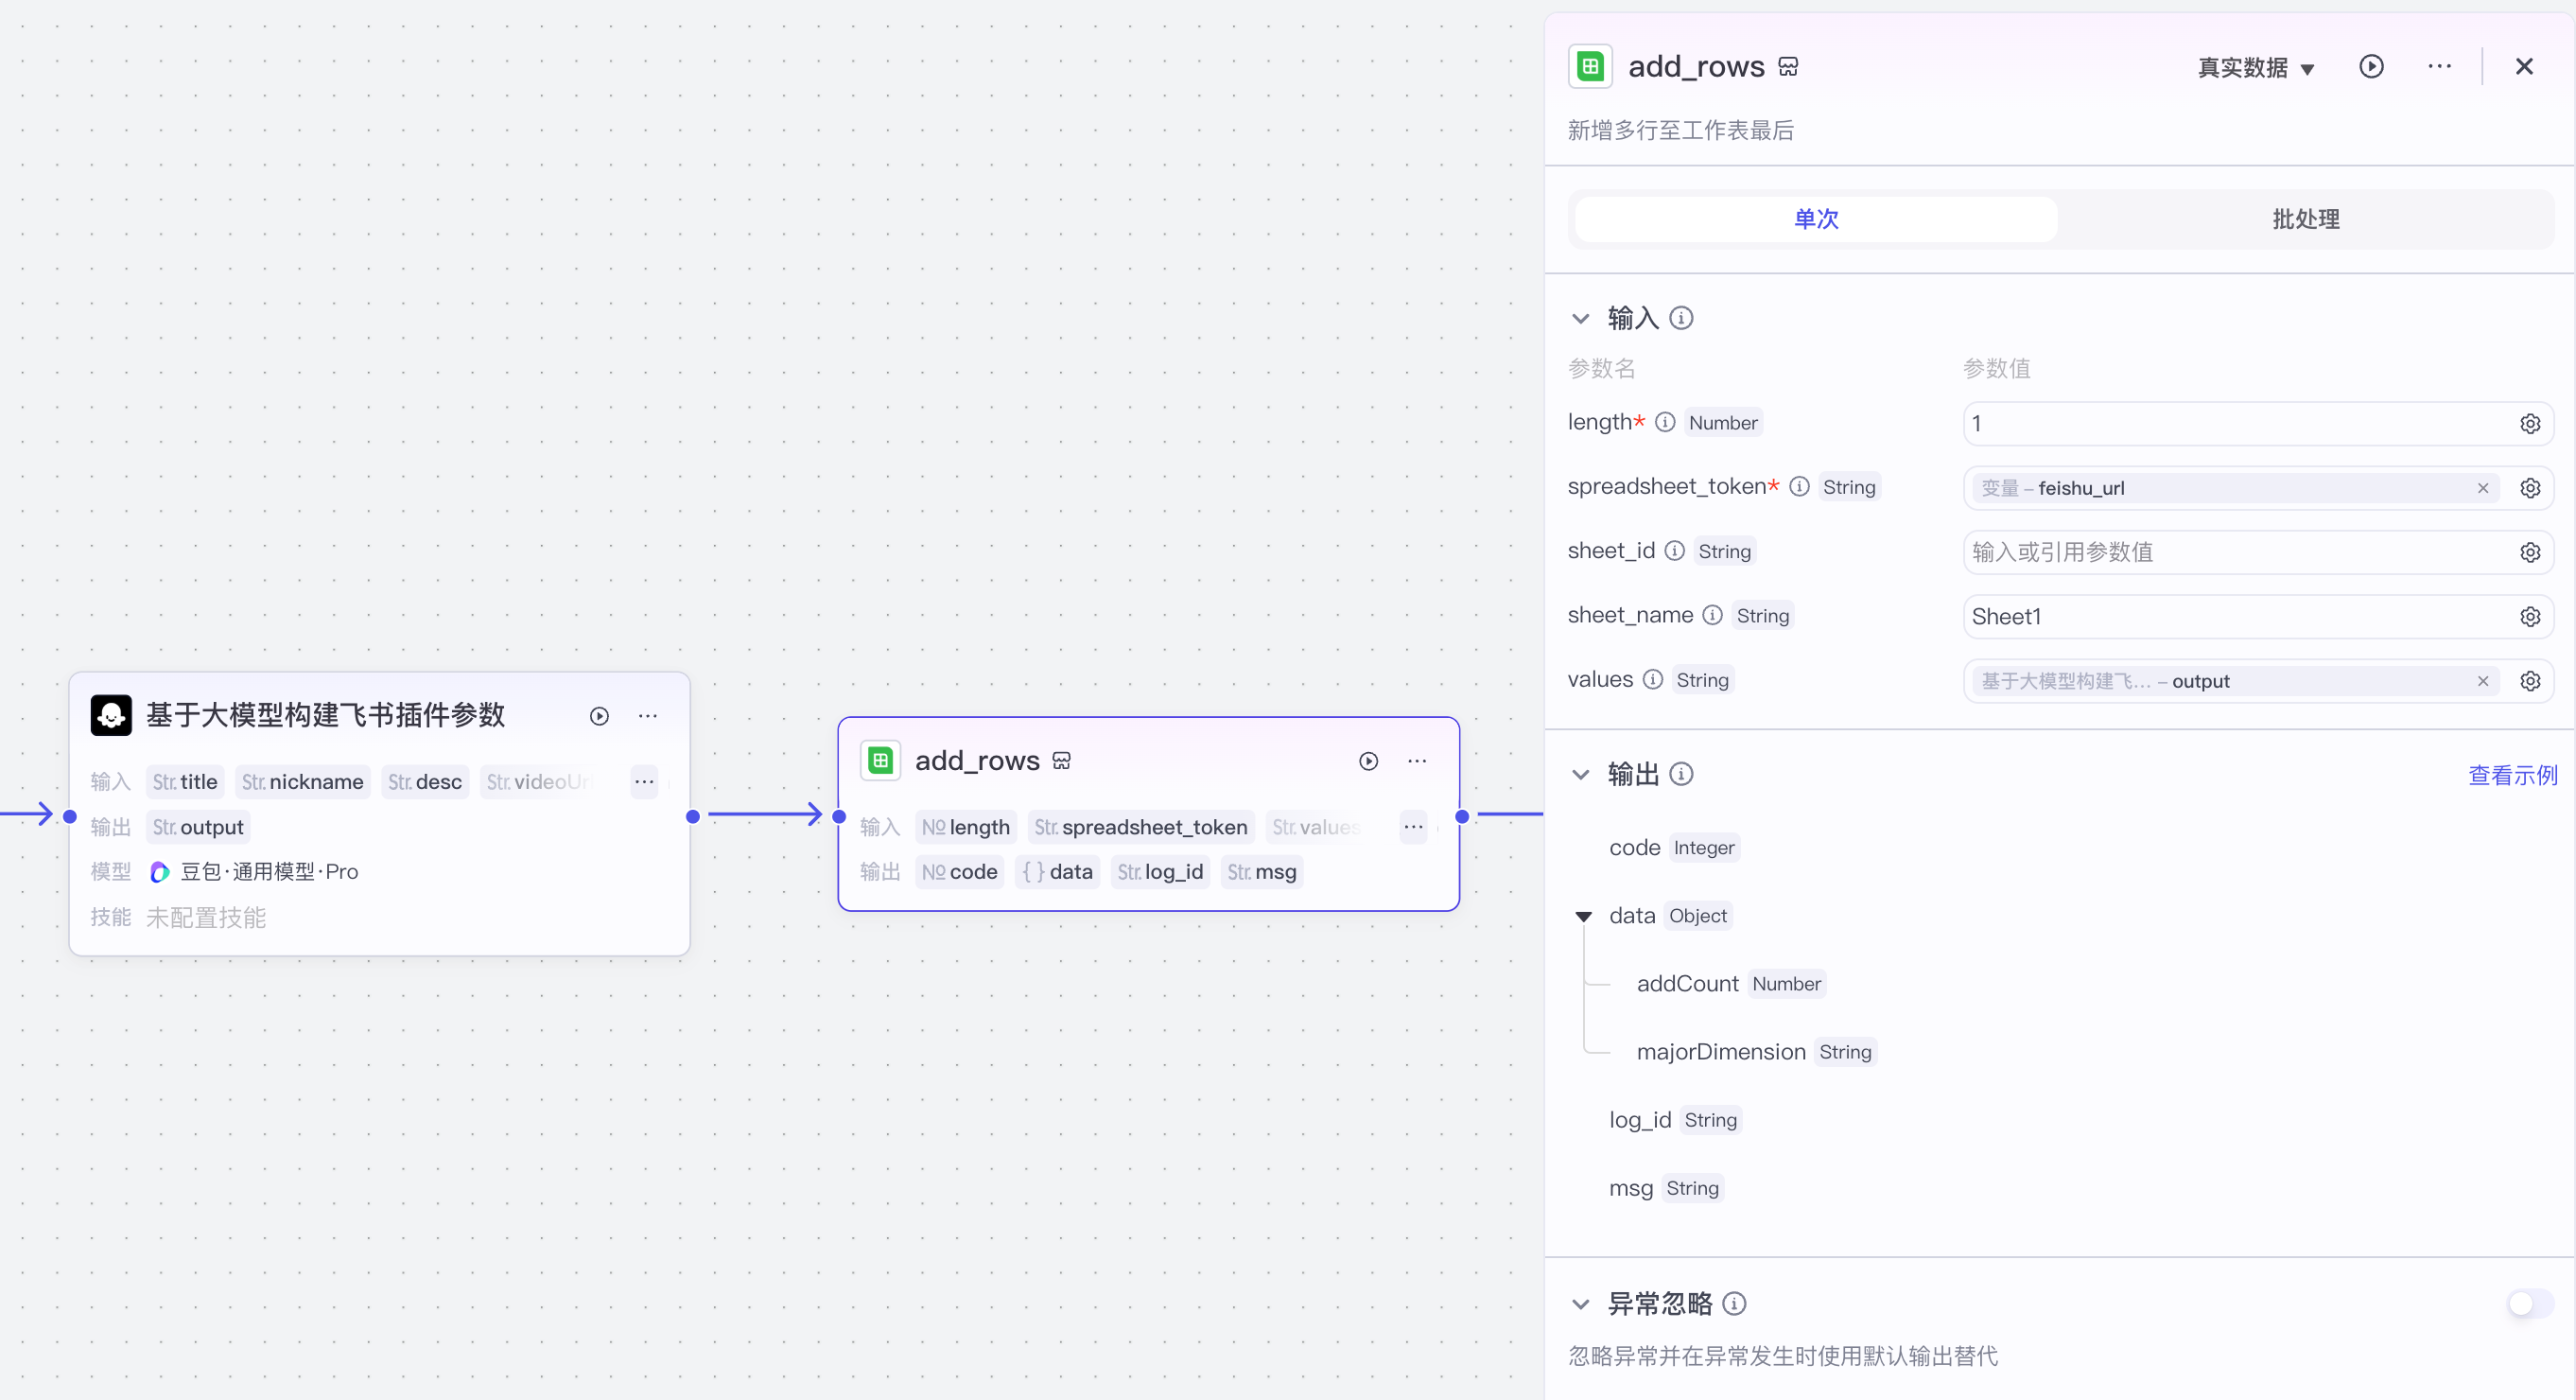 基于大模型构建飞书插件参数
输入 Str. title Str. nickname Str. desc Str. videoUr
输出 Str. output
模型 豆包·通用模型·Pro
技能 未配置技能
add_rows
输入 № length Str. spreadsheet_token Str. values
输出 № code { } data Str. log_id Str. msg
add_rows 真实数据
新增多行至工作表最后
单次 批处理
输入
参数名 参数值
length* Number 1
spreadsheet_token* String 变量 – feishu_url
sheet_id String 输入或引用参数值
sheet_name String Sheet1
values String 基于大模型构建飞... – output
输出 查看示例
code Integer
data Object
addCount Number
majorDimension String
log_id String
msg String
异常忽略
忽略异常并在异常发生时使用默认输出替代